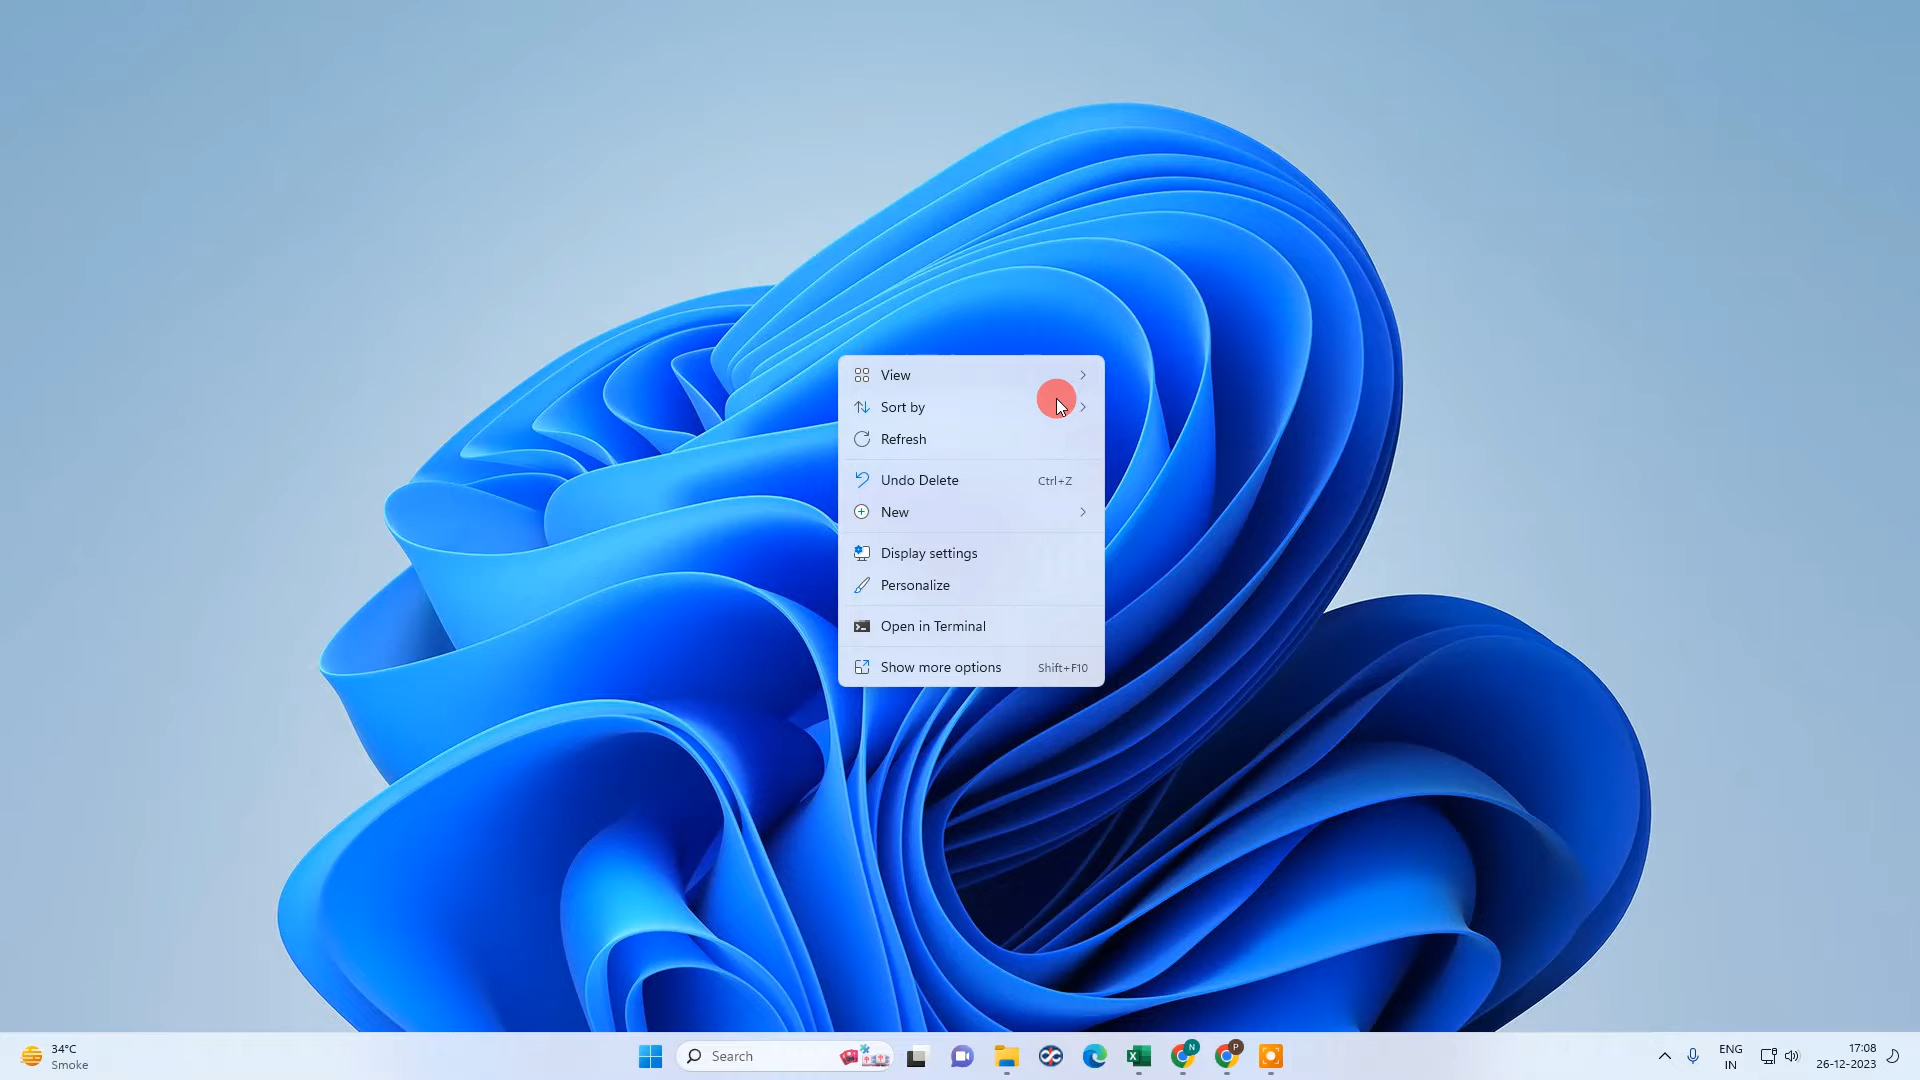 View
Sort by
Refresh
Undo Delete Ctrl+Z
New
Display settings
Personalize
Open in Terminal
Show more options Shift+F10
34°C
Smoke
Search
N
P
ENG
IN
17:08
26-12-2023